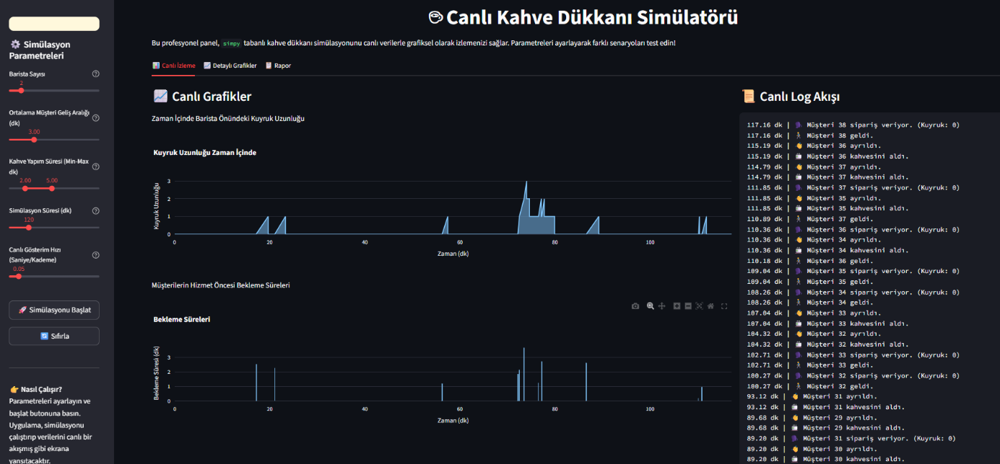 Simülasyon
Parametreleri
Barista Sayısı
2
Ortalama Müşteri Geliş Aralığı
(dk)
3.00
Kahve Yapım Süresi (Min-Max
dk)
2.00 5.00
Simülasyon Süresi (dk)
120
Canlı Gösterim Hızı
(Saniye/Kademe)
0.05
Simülasyonu Başlat
Sıfırla
Nasıl Çalışır?
Parametreleri ayarlayın ve
başlat butonuna basın.
Uygulama, simülasyonu
çalıştırıp verilerini canlı bir
akışmış gibi ekrana
yansıtacaktır.
Canlı Kahve Dükkanı Simülatörü
Bu profesyonel panel, simpy tabanlı kahve dükkanı simülasyonunu canlı verilerle grafiksel olarak izlemenizi sağlar. Parametreleri ayarlayarak farklı senaryoları test edin!
Canlı İzleme Detaylı Grafikler Rapor
Canlı Grafikler
Zaman İçinde Barista Önündeki Kuyruk Uzunluğu
Kuyruk Uzunluğu Zaman İçinde
Kuyruk Uzunluğu
3
2
1
0
0 20 40 60 80 100
Zaman (dk)
Müşterilerin Hizmet Öncesi Bekleme Süreleri
Bekleme Süreleri
Bekleme Süresi (dk)
3
2
1
0
0 20 40 60 80 100
Zaman (dk)
Canlı Log Akışı
117.16 dk | Müşteri 38 sipariş veriyor. (Kuyruk: 0)
117.16 dk | Müşteri 38 geldi.
115.19 dk | Müşteri 36 ayrıldı.
115.19 dk | Müşteri 36 kahvesini aldı.
114.79 dk | Müşteri 37 ayrıldı.
114.79 dk | Müşteri 37 kahvesini aldı.
111.85 dk | Müşteri 37 sipariş veriyor. (Kuyruk: 0)
111.85 dk | Müşteri 35 ayrıldı.
111.85 dk | Müşteri 35 kahvesini aldı.
110.89 dk | Müşteri 37 geldi.
110.36 dk | Müşteri 36 sipariş veriyor. (Kuyruk: 0)
110.36 dk | Müşteri 34 ayrıldı.
110.36 dk | Müşteri 34 kahvesini aldı.
110.18 dk | Müşteri 36 geldi.
109.04 dk | Müşteri 35 sipariş veriyor. (Kuyruk: 0)
109.04 dk | Müşteri 35 geldi.
108.26 dk | Müşteri 34 sipariş veriyor. (Kuyruk: 0)
108.26 dk | Müşteri 34 geldi.
107.04 dk | Müşteri 33 ayrıldı.
107.04 dk | Müşteri 33 kahvesini aldı.
104.32 dk | Müşteri 32 ayrıldı.
104.32 dk | Müşteri 32 kahvesini aldı.
102.71 dk | Müşteri 33 sipariş veriyor. (Kuyruk: 0)
102.71 dk | Müşteri 33 geldi.
100.27 dk | Müşteri 32 sipariş veriyor. (Kuyruk: 0)
100.27 dk | Müşteri 32 geldi.
93.12 dk | Müşteri 31 ayrıldı.
93.12 dk | Müşteri 31 kahvesini aldı.
89.68 dk | Müşteri 29 ayrıldı.
89.68 dk | Müşteri 29 kahvesini aldı.
89.20 dk | Müşteri 31 sipariş veriyor. (Kuyruk: 0)
89.20 dk | Müşteri 30 ayrıldı.
89.20 dk | Müşteri 30 kahvesini aldı.